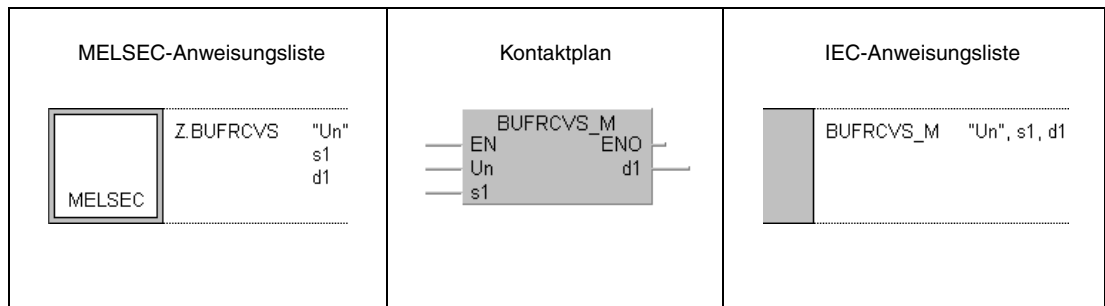 MELSEC-Anweisungsliste
MELSEC
Z.BUFRCVS "Un"
s1
d1
Kontaktplan
BUFRCVS_M
EN ENO
Un d1
s1
IEC-Anweisungsliste
BUFRCVS_M "Un", s1, d1